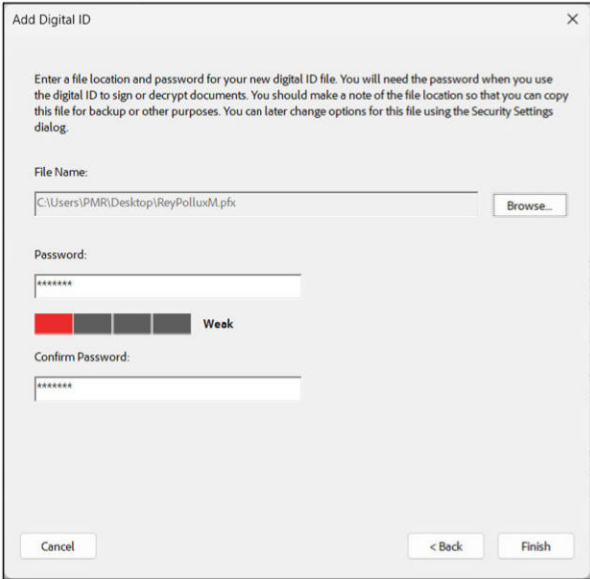 Add Digital ID
Enter a file location and password for your new digital ID file. You will need the password when you use
the digital ID to sign or decrypt documents. You should make a note of the file location so that you can copy
this file for backup or other purposes. You can later change options for this file using the Security Settings
dialog.
File Name:
C:\Users\PMR\Desktop\ReyPolluxM.pfx
Browse...
Password:
*******
Weak
Confirm Password:
*******
Cancel
< Back
Finish